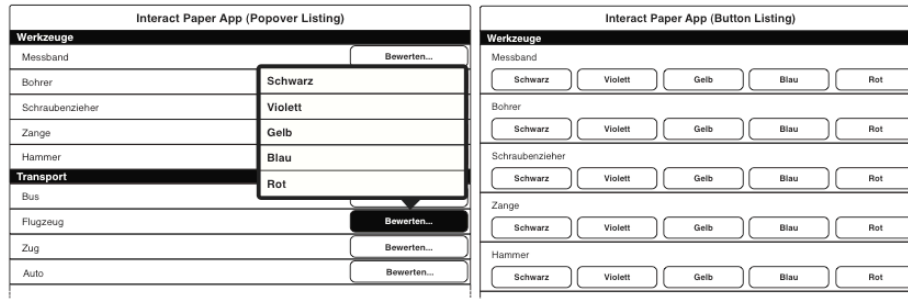 Interact Paper App (Popover Listing)
Werkzeuge
Messband
Bewerten...
Bohrer
Schraubenzieher
Zange
Hammer
Schwarz
Violett
Gelb
Blau
Rot
Transport
Bus
Flugzeug
Bewerten...
Zug
Bewerten...
Auto
Bewerten...
Interact Paper App (Button Listing)
Werkzeuge
Messband
Schwarz Violett Gelb Blau Rot
Bohrer
Schwarz Violett Gelb Blau Rot
Schraubenzieher
Schwarz Violett Gelb Blau Rot
Zange
Schwarz Violett Gelb Blau Rot
Hammer
Schwarz Violett Gelb Blau Rot